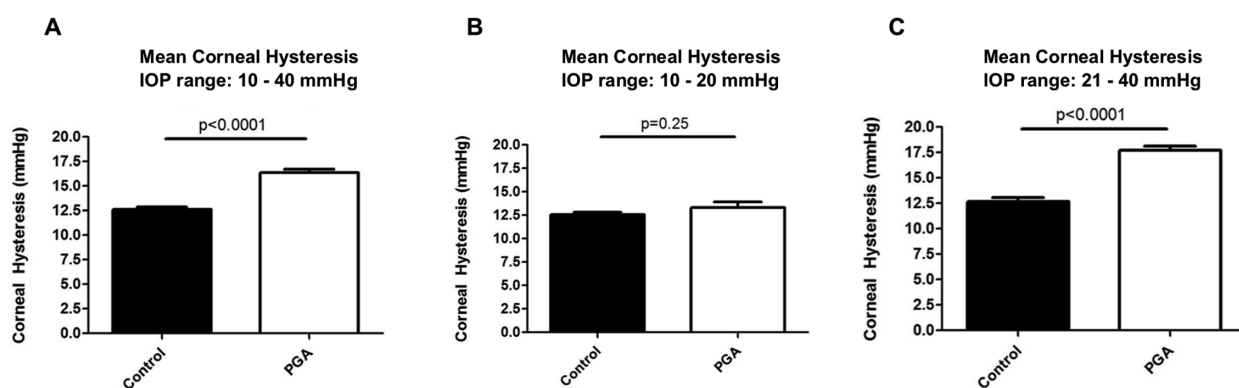 A
Mean Corneal Hysteresis
IOP range: 10 - 40 mmHg
p<0.0001
Corneal Hysteresis (mmHg)
20.0
17.5
15.0
12.5
10.0
7.5
5.0
2.5
0.0
Control
PGA
B
Mean Corneal Hysteresis
IOP range: 10 - 20 mmHg
p=0.25
Corneal Hysteresis (mmHg)
20.0
17.5
15.0
12.5
10.0
7.5
5.0
2.5
0.0
Control
PGA
C
Mean Corneal Hysteresis
IOP range: 21 - 40 mmHg
p<0.0001
Corneal Hysteresis (mmHg)
20.0
17.5
15.0
12.5
10.0
7.5
5.0
2.5
0.0
Control
PGA